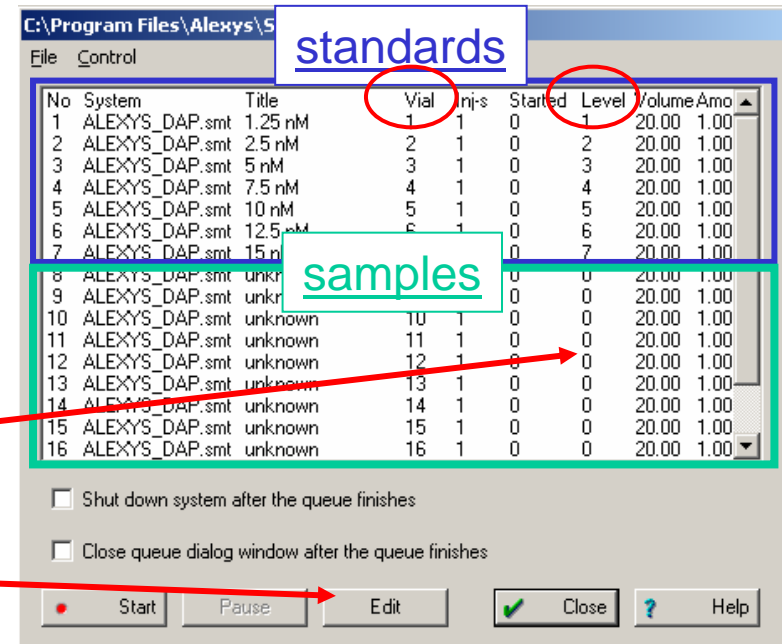 C:\Program Files\Alexys\S
standards
File Control
No System Title Vial Inj-s Started Level Volume Amo
1 ALEXYS_DAP.smt 1.25 nM 1 1 0 1 20.00 1.00
2 ALEXYS_DAP.smt 2.5 nM 2 1 0 2 20.00 1.00
3 ALEXYS_DAP.smt 5 nM 3 1 0 3 20.00 1.00
4 ALEXYS_DAP.smt 7.5 nM 4 1 0 4 20.00 1.00
5 ALEXYS_DAP.smt 10 nM 5 1 0 5 20.00 1.00
6 ALEXYS_DAP.smt 12.5 nM 6 1 0 6 20.00 1.00
7 ALEXYS_DAP.smt 15 n 0 7 20.00 1.00
samples
8 ALEXYS_DAP.smt unkn 0 0 20.00 1.00
9 ALEXYS_DAP.smt unkn 0 0 20.00 1.00
10 ALEXYS_DAP.smt unknown 10 1 0 0 20.00 1.00
11 ALEXYS_DAP.smt unknown 11 1 0 0 20.00 1.00
12 ALEXYS_DAP.smt unknown 12 1 0 0 20.00 1.00
13 ALEXYS_DAP.smt unknown 13 1 0 0 20.00 1.00
14 ALEXYS_DAP.smt unknown 14 1 0 0 20.00 1.00
15 ALEXYS_DAP.smt unknown 15 1 0 0 20.00 1.00
16 ALEXYS_DAP.smt unknown 16 1 0 0 20.00 1.00
Shut down system after the queue finishes
Close queue dialog window after the queue finishes
Start Pause Edit Close ? Help